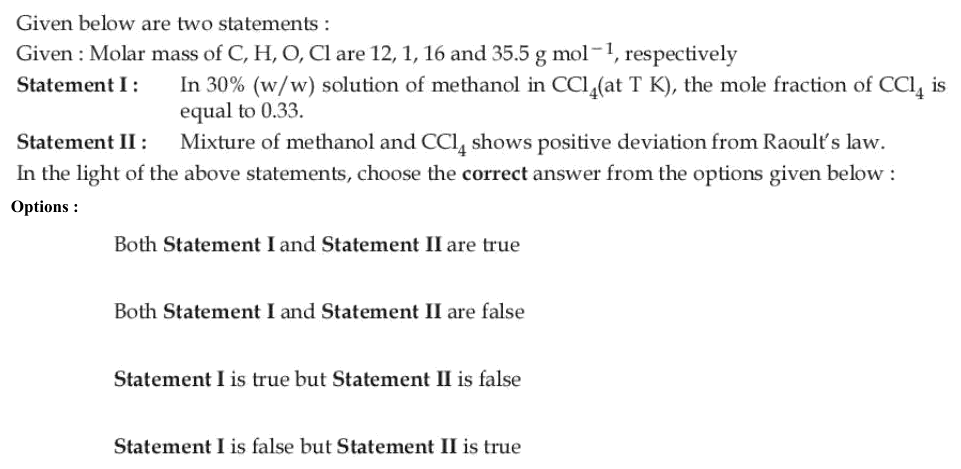 Given below are two statements :
Given : Molar mass of C, H, O, Cl are 12, 1, 16 and 35.5 g mol⁻¹, respectively
Statement I : In 30% (w/w) solution of methanol in CCl₄(at T K), the mole fraction of CCl₄ is
equal to 0.33.
Statement II : Mixture of methanol and CCl₄ shows positive deviation from Raoult's law.
In the light of the above statements, choose the correct answer from the options given below :
Options :
Both Statement I and Statement II are true
Both Statement I and Statement II are false
Statement I is true but Statement II is false
Statement I is false but Statement II is true